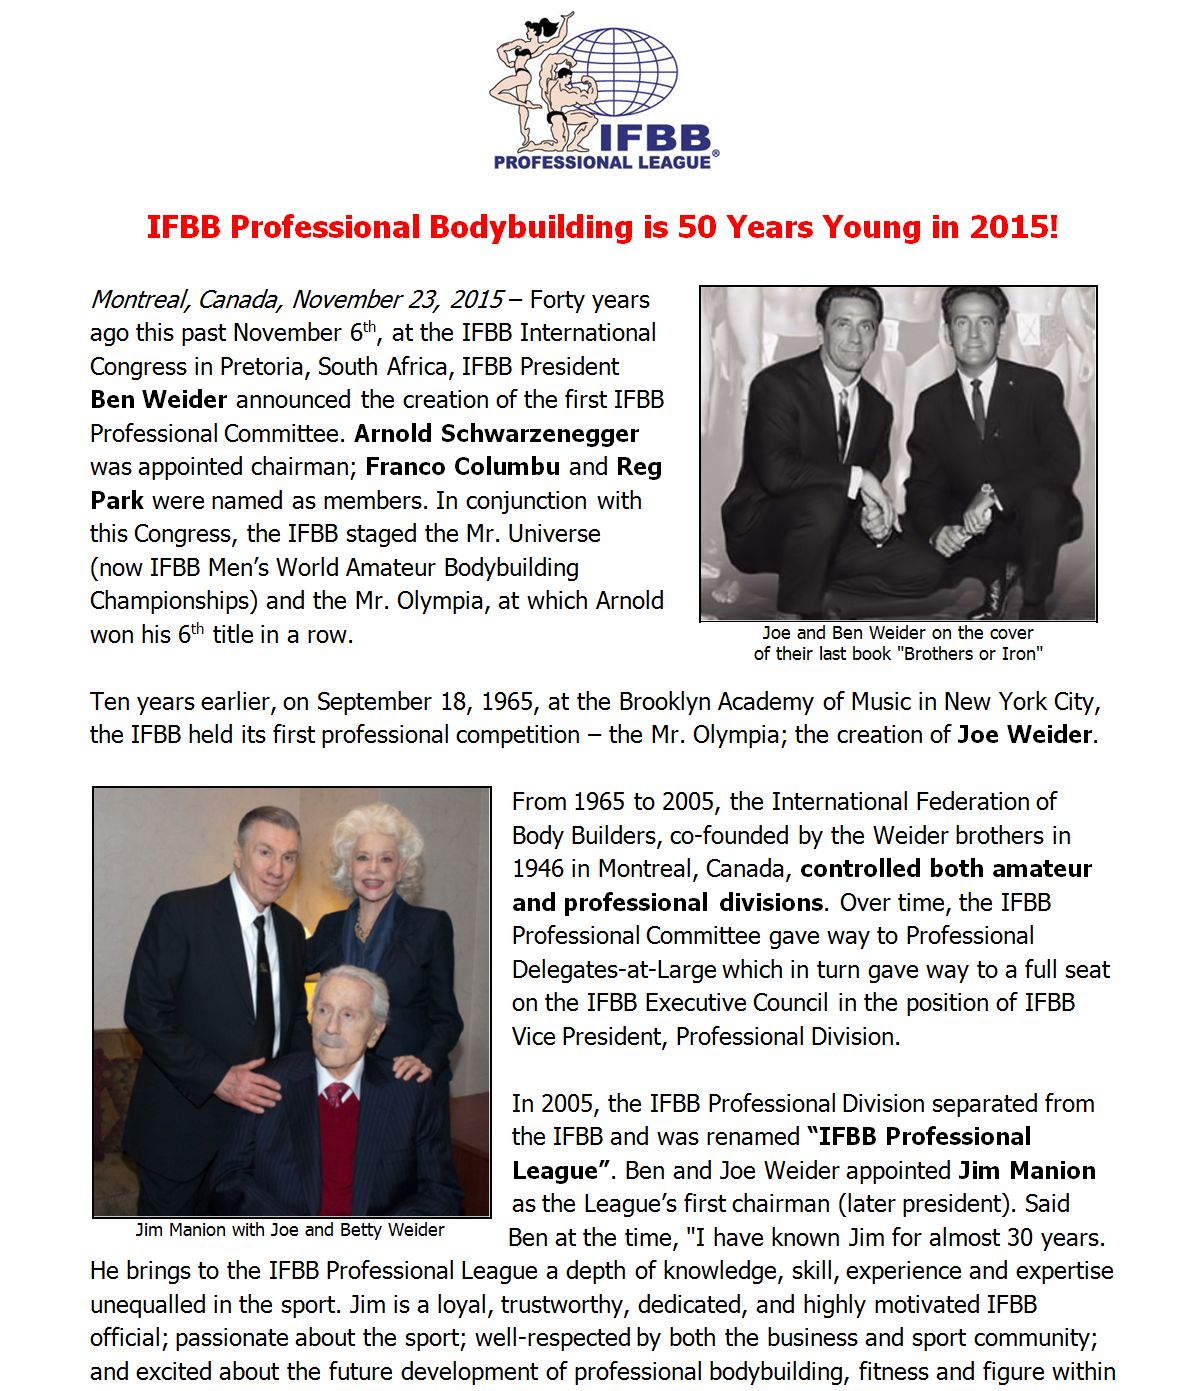 IFBB
PROFESSIONAL LEAGUE®
IFBB Professional Bodybuilding is 50 Years Young in 2015!
Montreal, Canada, November 23, 2015 – Forty years
ago this past November 6th, at the IFBB International
Congress in Pretoria, South Africa, IFBB President
Ben Weider announced the creation of the first IFBB
Professional Committee. Arnold Schwarzenegger
was appointed chairman; Franco Columbu and Reg
Park were named as members. In conjunction with
this Congress, the IFBB staged the Mr. Universe
(now IFBB Men’s World Amateur Bodybuilding
Championships) and the Mr. Olympia, at which Arnold
won his 6th title in a row.
Joe and Ben Weider on the cover
of their last book "Brothers or Iron"
Ten years earlier, on September 18, 1965, at the Brooklyn Academy of Music in New York City,
the IFBB held its first professional competition – the Mr. Olympia; the creation of Joe Weider.
Jim Manion with Joe and Betty Weider
From 1965 to 2005, the International Federation of
Body Builders, co-founded by the Weider brothers in
1946 in Montreal, Canada, controlled both amateur
and professional divisions. Over time, the IFBB
Professional Committee gave way to Professional
Delegates-at-Large which in turn gave way to a full seat
on the IFBB Executive Council in the position of IFBB
Vice President, Professional Division.
In 2005, the IFBB Professional Division separated from
the IFBB and was renamed “IFBB Professional
League”. Ben and Joe Weider appointed Jim Manion
as the League’s first chairman (later president). Said
Ben at the time, "I have known Jim for almost 30 years.
He brings to the IFBB Professional League a depth of knowledge, skill, experience and expertise
unequalled in the sport. Jim is a loyal, trustworthy, dedicated, and highly motivated IFBB
official; passionate about the sport; well-respected by both the business and sport community;
and excited about the future development of professional bodybuilding, fitness and figure within